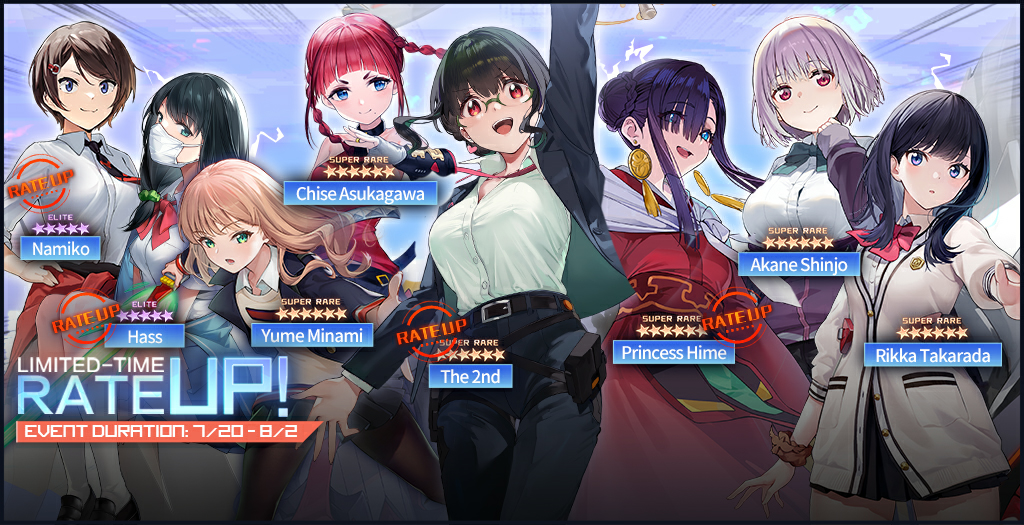 RATE UP
ELITE
Namiko
RATE UP
ELITE
Hass
SUPER RARE
Yume Minami
SUPER RARE
Chise Asukagawa
RATE UP
SUPER RARE
The 2nd
SUPER RARE
RATE UP
Princess Hime
SUPER RARE
Akane Shinjo
SUPER RARE
Rikka Takarada
LIMITED-TIME
RATE UP!
EVENT DURATION: 7/20 - 8/2